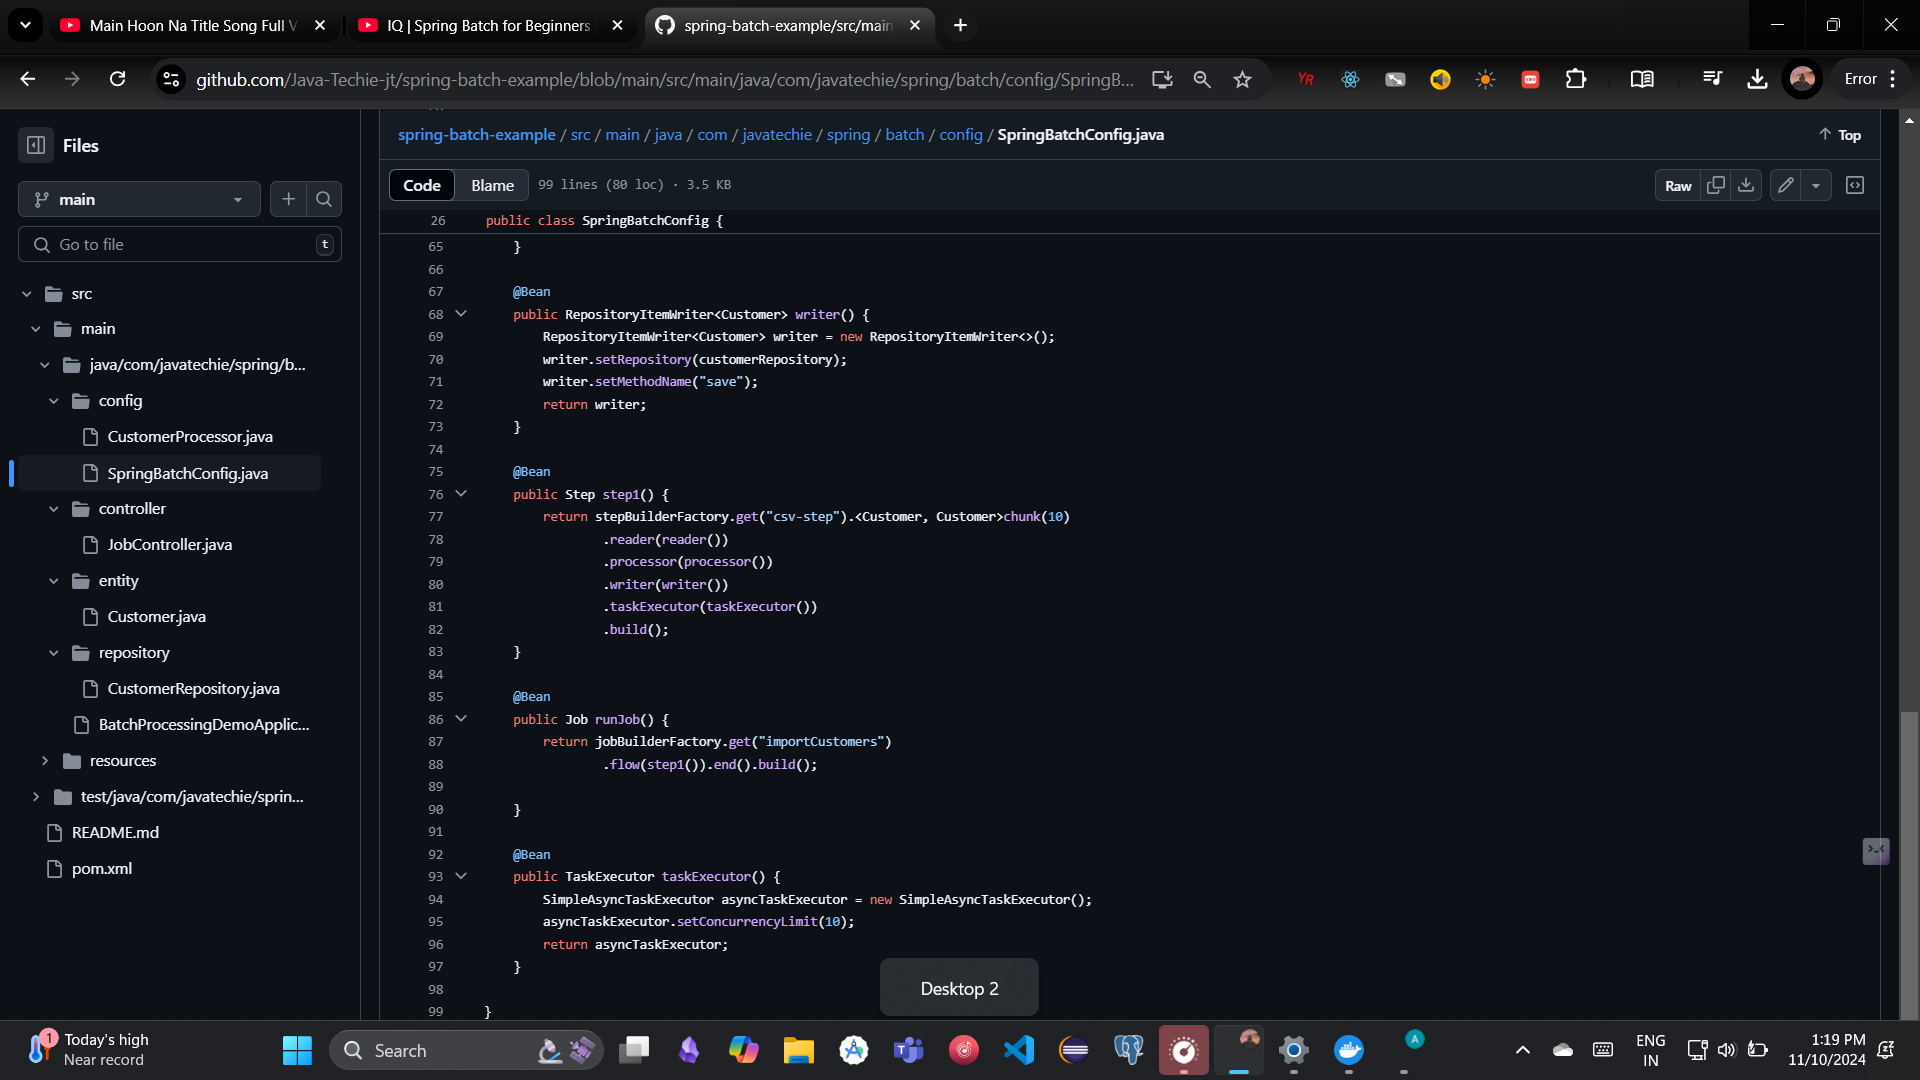 Main Hoon Na Title Song Full V
IQ | Spring Batch for Beginners
spring-batch-example/src/main
github.com/Java-Techie-jt/spring-batch-example/blob/main/src/main/java/com/javatechie/spring/batch/config/SpringB...
YR
Error
Files
main
Go to file
t
src
main
java/com/javatechie/spring/b...
config
CustomerProcessor.java
SpringBatchConfig.java
controller
JobController.java
entity
Customer.java
repository
CustomerRepository.java
BatchProcessingDemoApplic...
resources
test/java/com/javatechie/sprin...
README.md
pom.xml
spring-batch-example / src / main / java / com / javatechie / spring / batch / config / SpringBatchConfig.java
Top
Code Blame 99 lines (80 loc) · 3.5 KB
Raw
26 public class SpringBatchConfig {
65 }
66
67 @Bean
68 public RepositoryItemWriter<Customer> writer() {
69 RepositoryItemWriter<Customer> writer = new RepositoryItemWriter<>();
70 writer.setRepository(customerRepository);
71 writer.setMethodName("save");
72 return writer;
73 }
74
75 @Bean
76 public Step step1() {
77 return stepBuilderFactory.get("csv-step").<Customer, Customer>chunk(10)
78 .reader(reader())
79 .processor(processor())
80 .writer(writer())
81 .taskExecutor(taskExecutor())
82 .build();
83 }
84
85 @Bean
86 public Job runJob() {
87 return jobBuilderFactory.get("importCustomers")
88 .flow(step1()).end().build();
89
90 }
91
92 @Bean
93 public TaskExecutor taskExecutor() {
94 SimpleAsyncTaskExecutor asyncTaskExecutor = new SimpleAsyncTaskExecutor();
95 asyncTaskExecutor.setConcurrencyLimit(10);
96 return asyncTaskExecutor;
97 }
98
99 }
Desktop 2
1
Today's high
Near record
Search
A
ENG
IN
1:19 PM
11/10/2024